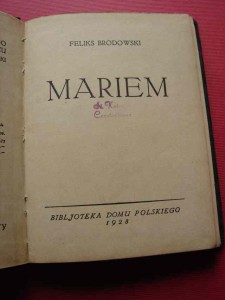 FELIKS BRODOWSKI
MARIEM
BIBLJOTEKA DOMU POLSKIEGO
1928